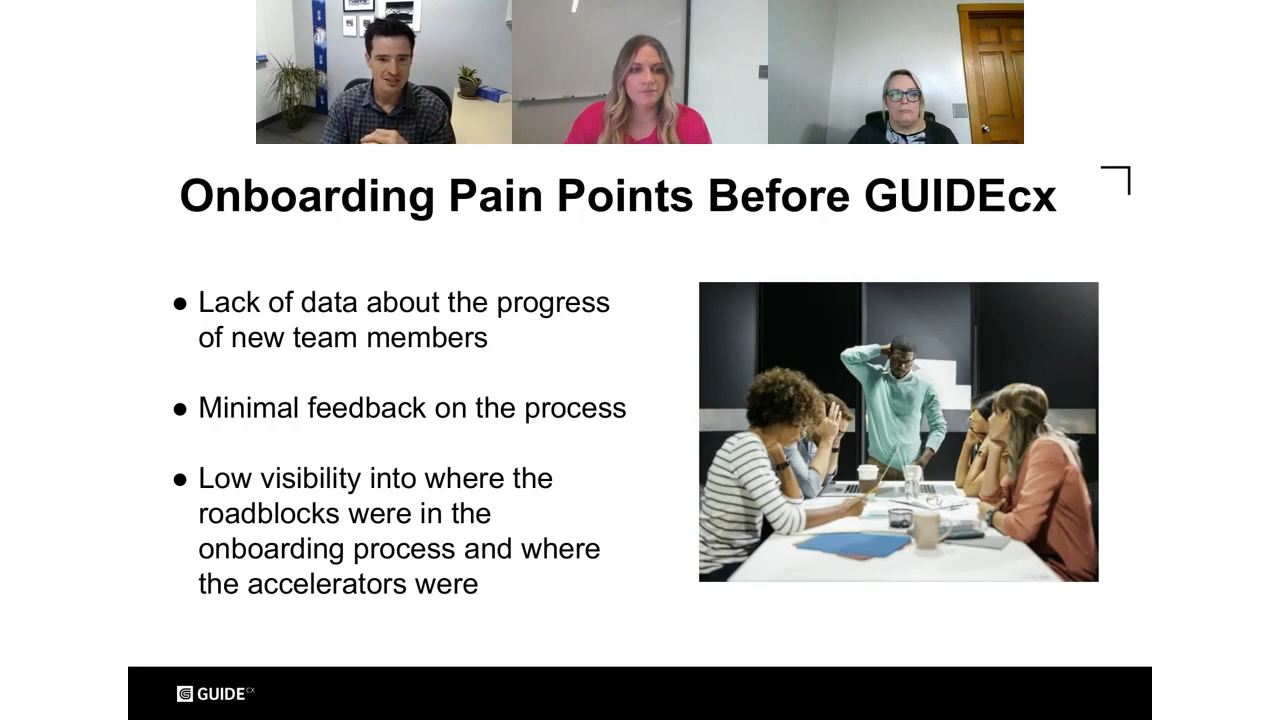 Onboarding Pain Points Before GUIDEcx
● Lack of data about the progress
of new team members
● Minimal feedback on the process
● Low visibility into where the
roadblocks were in the
onboarding process and where
the accelerators were
GUIDECX